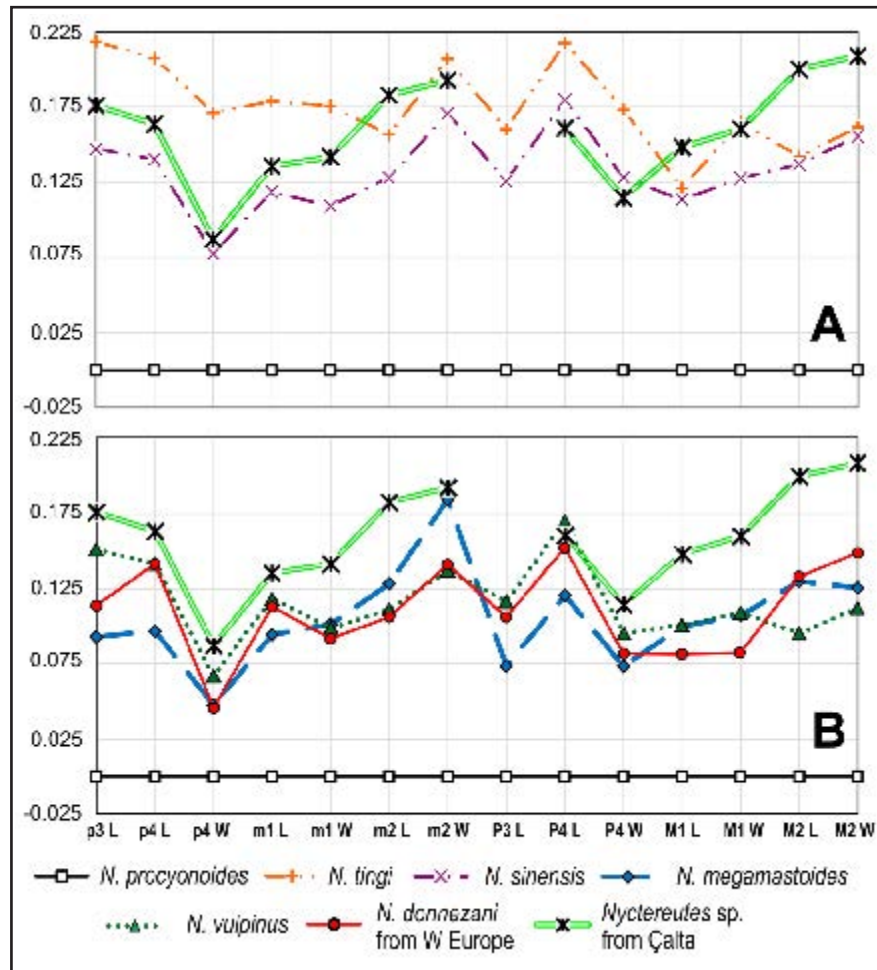 0.225
0.175
0.125
0.075
0.025
-0.025
A
0.225
0.175
0.125
0.075
0.025
-0.025
B
p3 L p4 L p4 W m1 L m1 W m2 L m2 W P3 L P4 L P4 W M1 L M1 W M2 L M2 W
N. procyonoides N. tingi N. sinensis N. megamastoides
N. vulpinus N. donnezani from W Europe Nyctereutes sp. from Çalta